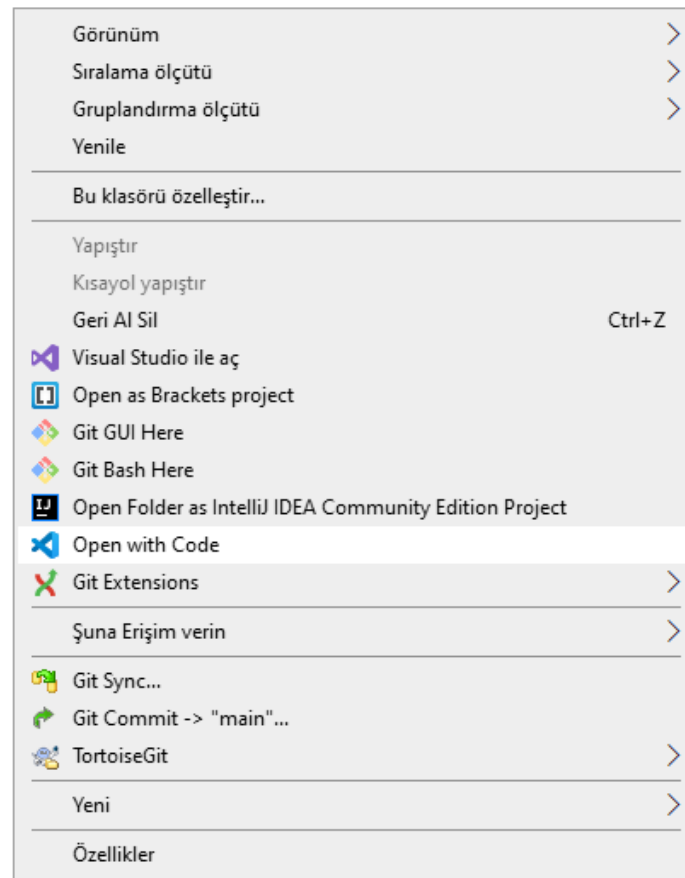 Görünüm
Sıralama ölçütü
Gruplandırma ölçütü
Yenile
Bu klasörü özelleştir...
Yapıştır
Kısayol yapıştır
Geri Al Sil Ctrl+Z
Visual Studio ile aç
Open as Brackets project
Git GUI Here
Git Bash Here
Open Folder as IntelliJ IDEA Community Edition Project
Open with Code
Git Extensions
Şuna Erişim verin
Git Sync...
Git Commit -> "main"...
TortoiseGit
Yeni
Özellikler